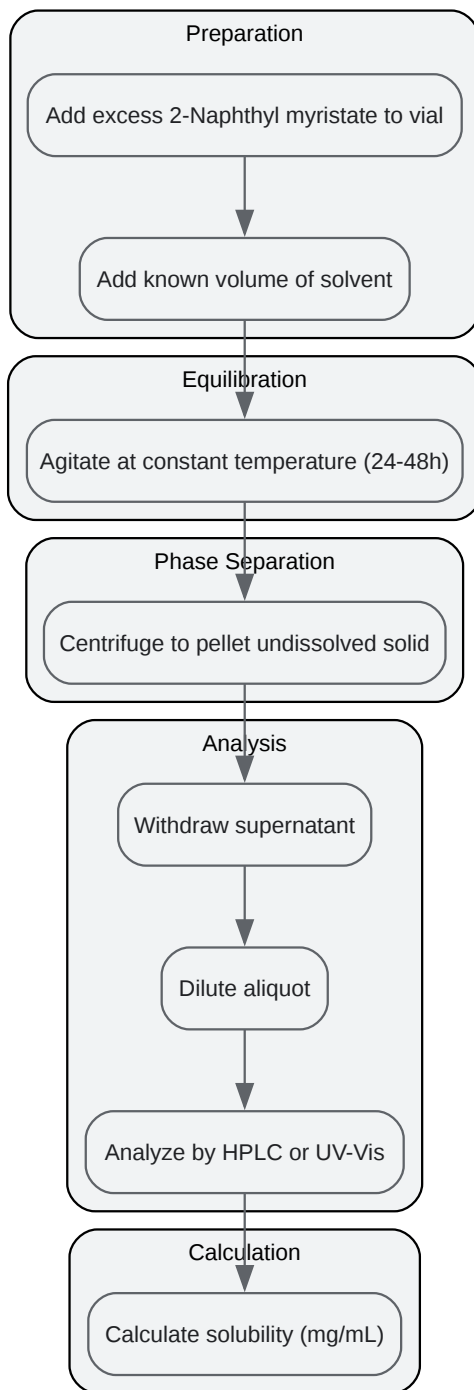 Preparation
Add excess 2-Naphthyl myristate to vial
Add known volume of solvent
Equilibration
Agitate at constant temperature (24-48h)
Phase Separation
Centrifuge to pellet undissolved solid
Analysis
Withdraw supernatant
Dilute aliquot
Analyze by HPLC or UV-Vis
Calculation
Calculate solubility (mg/mL)